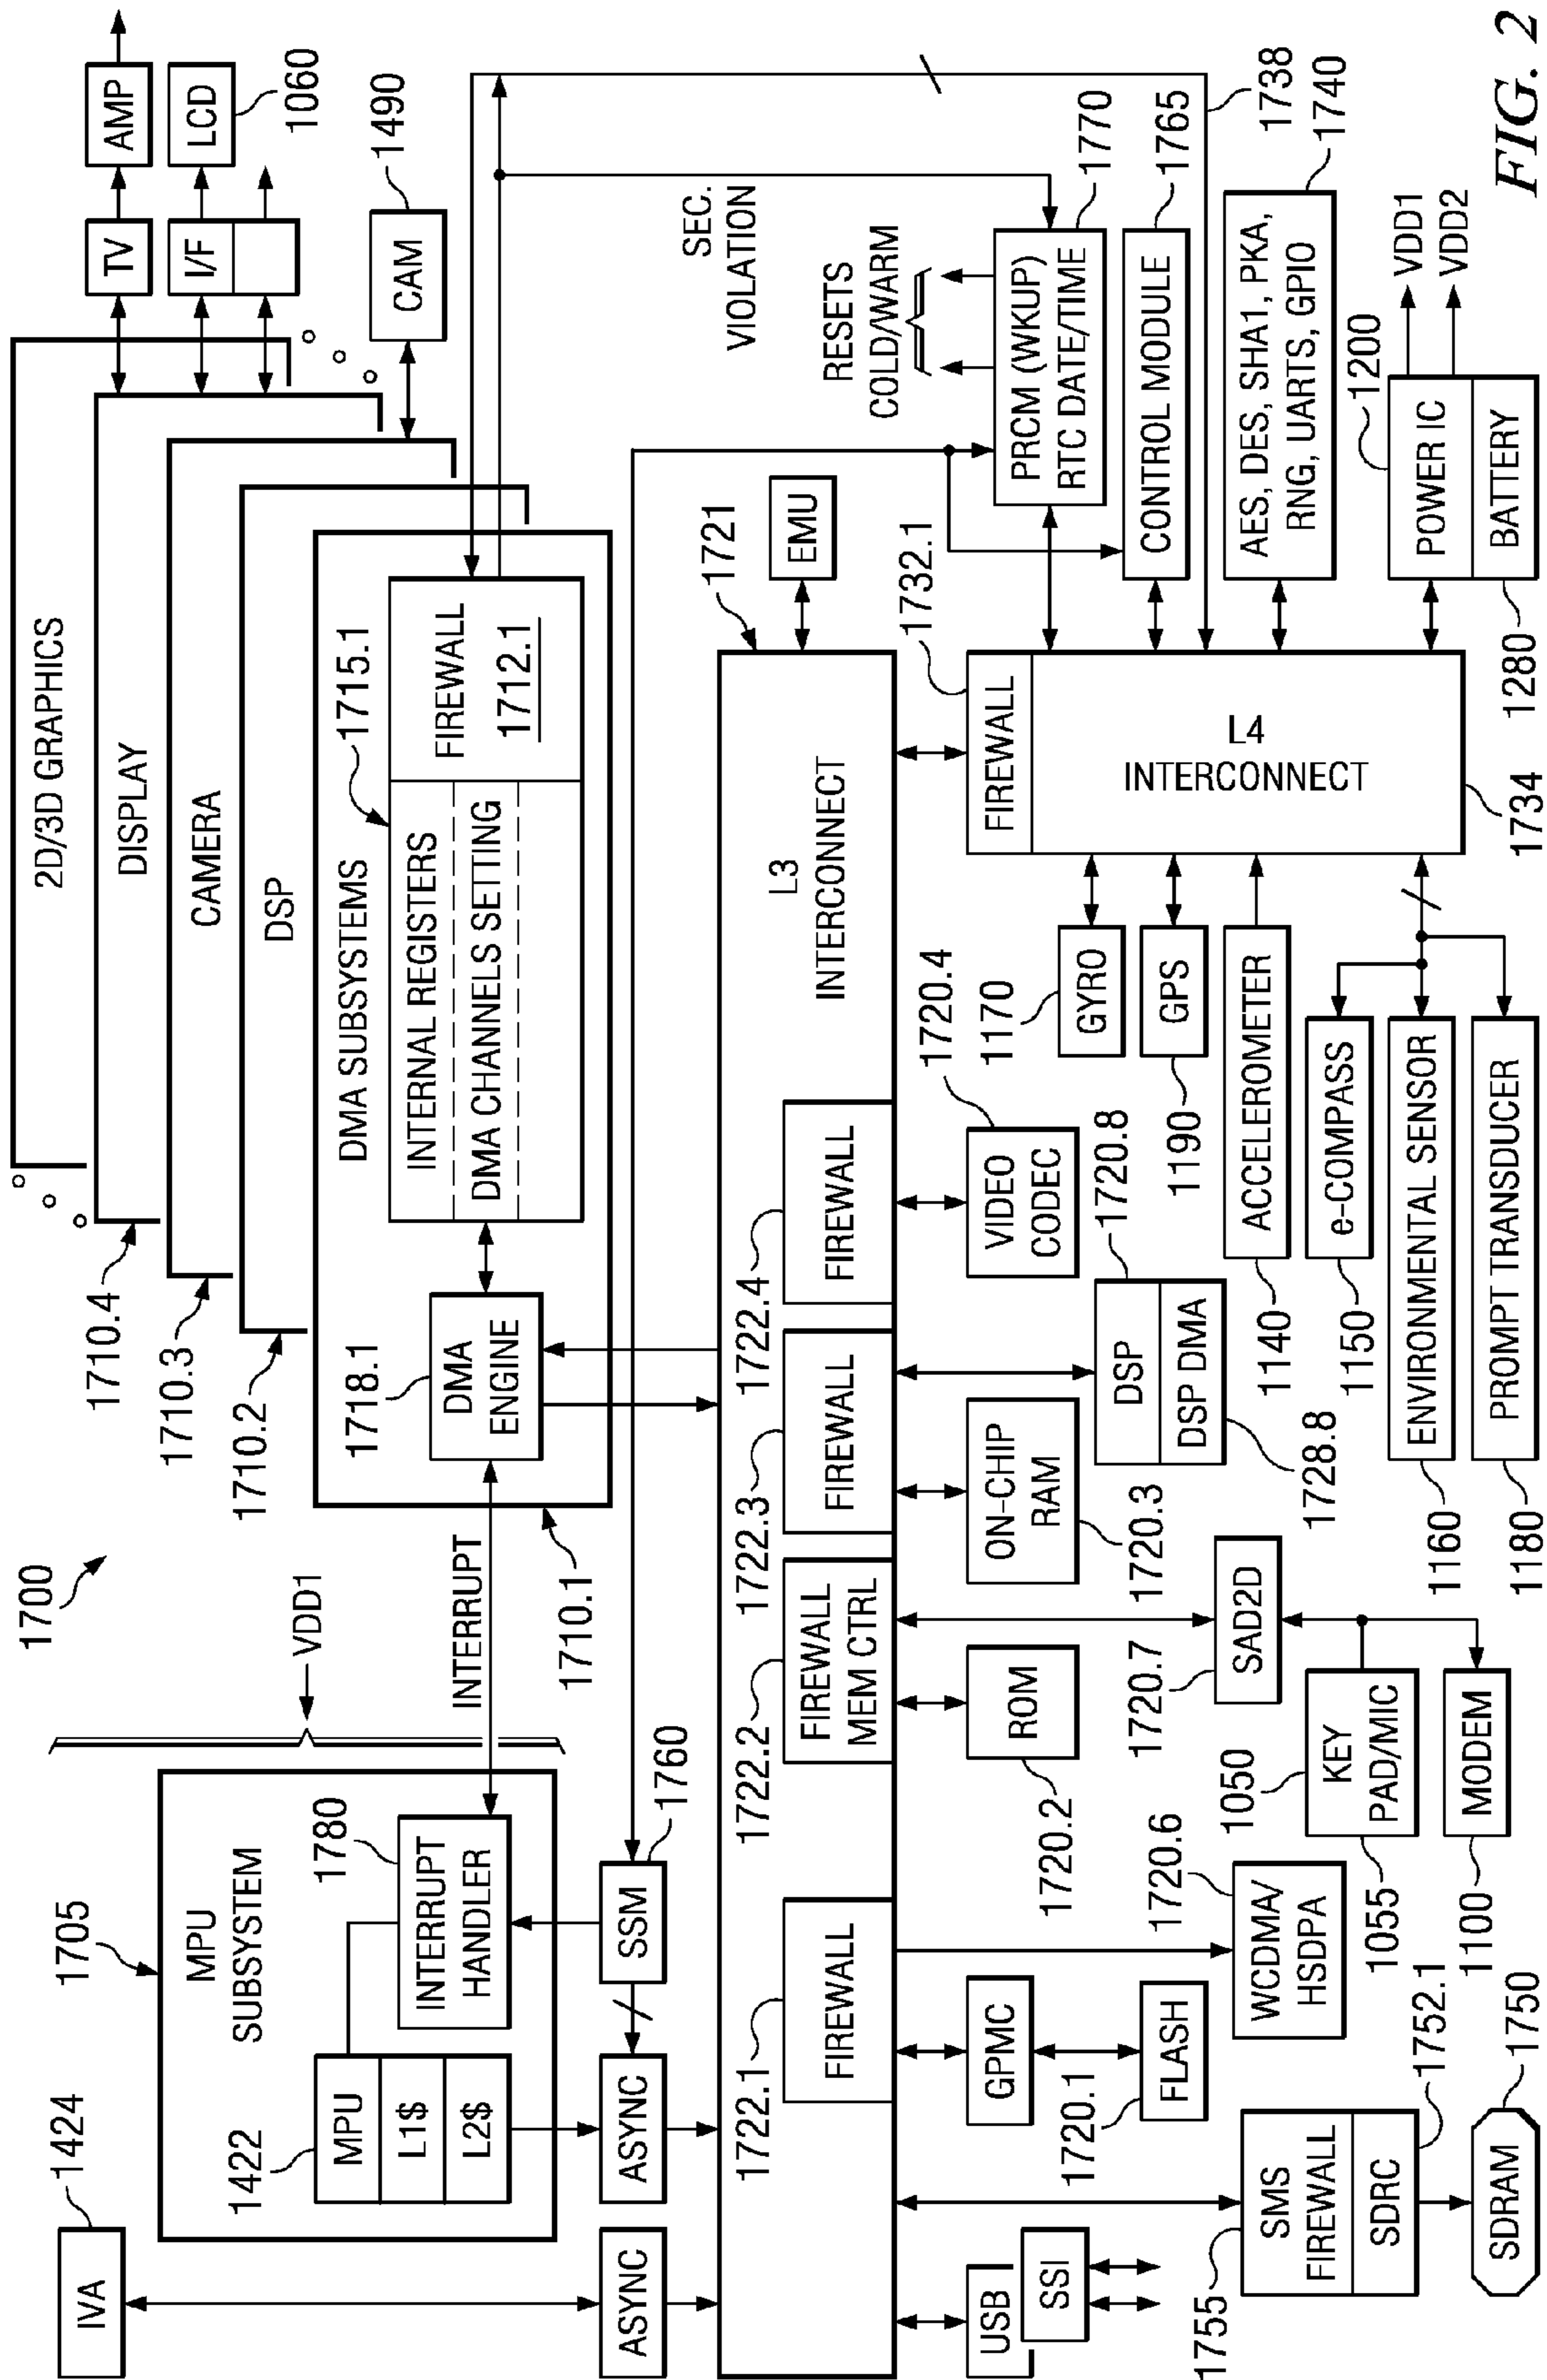 1700
1424
IVA
1705
MPU
SUBSYSTEM
1422
MPU
L1$
L2$
1780
INTERRUPT
HANDLER
VDD1
INTERRUPT
ASYNC
ASYNC
SSM
1760
1710.4
1710.3
1710.2
1710.1
2D/3D GRAPHICS
DISPLAY
CAMERA
DSP
DMA SUBSYSTEMS
1715.1
INTERNAL REGISTERS
DMA CHANNELS SETTING
FIREWALL
1712.1
1718.1
DMA
ENGINE
TV
AMP
I/F
LCD
1060
CAM
1490
SEC.
VIOLATION
RESETS
COLD/WARM
1721
EMU
L3
INTERCONNECT
1722.1
FIREWALL
1722.2
FIREWALL
MEM CTRL
1722.3
FIREWALL
1722.4
FIREWALL
PRCM (WKUP)
RTC DATE/TIME
1770
CONTROL MODULE
1765
1738
AES, DES, SHA1, PKA,
RNG, UARTS, GPIO
1740
1732.1
FIREWALL
L4
INTERCONNECT
1734
1200
POWER IC
BATTERY
1280
VDD1
VDD2
USB
SSI
1755
SMS
FIREWALL
SDRC
1752.1
SDRAM
1750
GPMC
1720.1
FLASH
1720.6
WCDMA/
HSDPA
ROM
1720.2
1720.7
SAD2D
1050
KEY
PAD/MIC
1055
MODEM
1100
ON-CHIP
RAM
1720.3
1720.8
DSP
DSP DMA
1728.8
1720.4
VIDEO
CODEC
1170
GYRO
GPS
1190
ACCELEROMETER
1140
e-COMPASS
1150
ENVIRONMENTAL SENSOR
1160
PROMPT TRANSDUCER
1180
FIG. 2